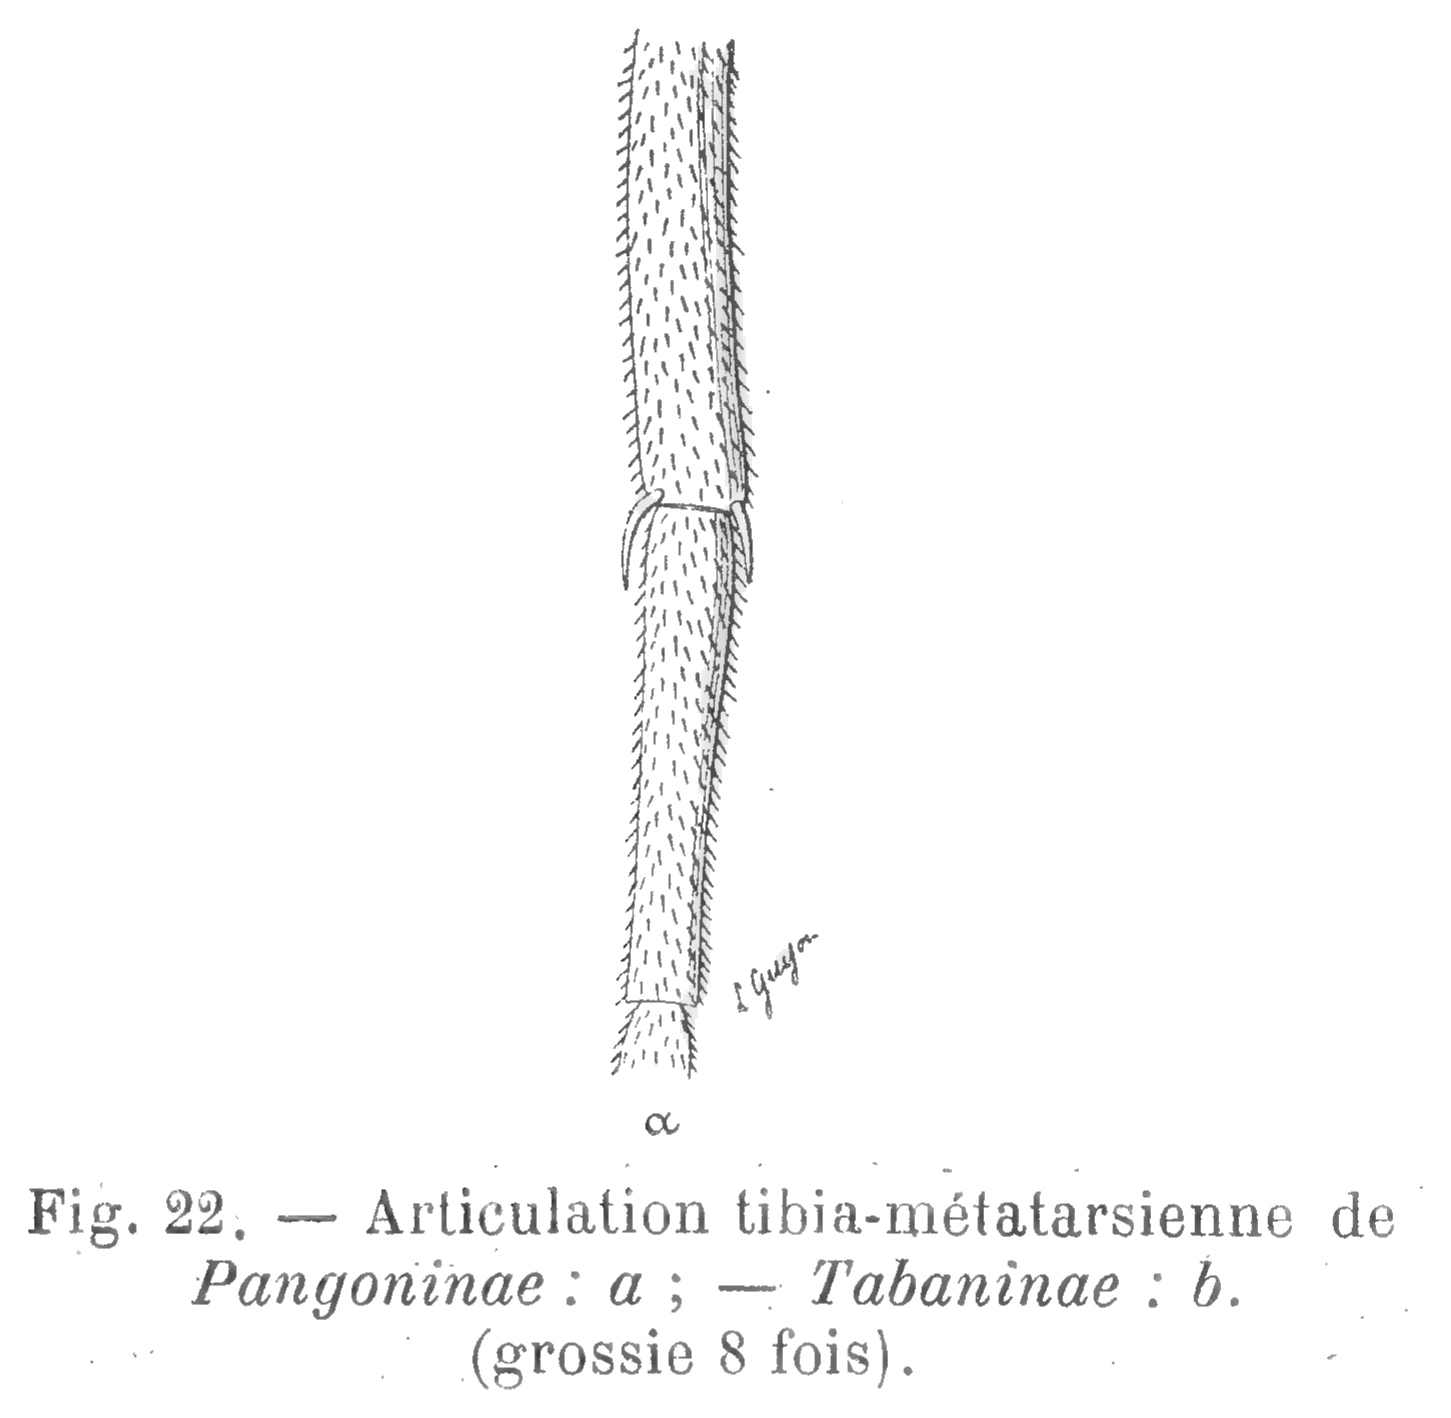 α
Fig. 22. — Articulation tibia-métatarsienne de
Pangoninae : a ; — Tabaninae : b.
(grossie 8 fois).